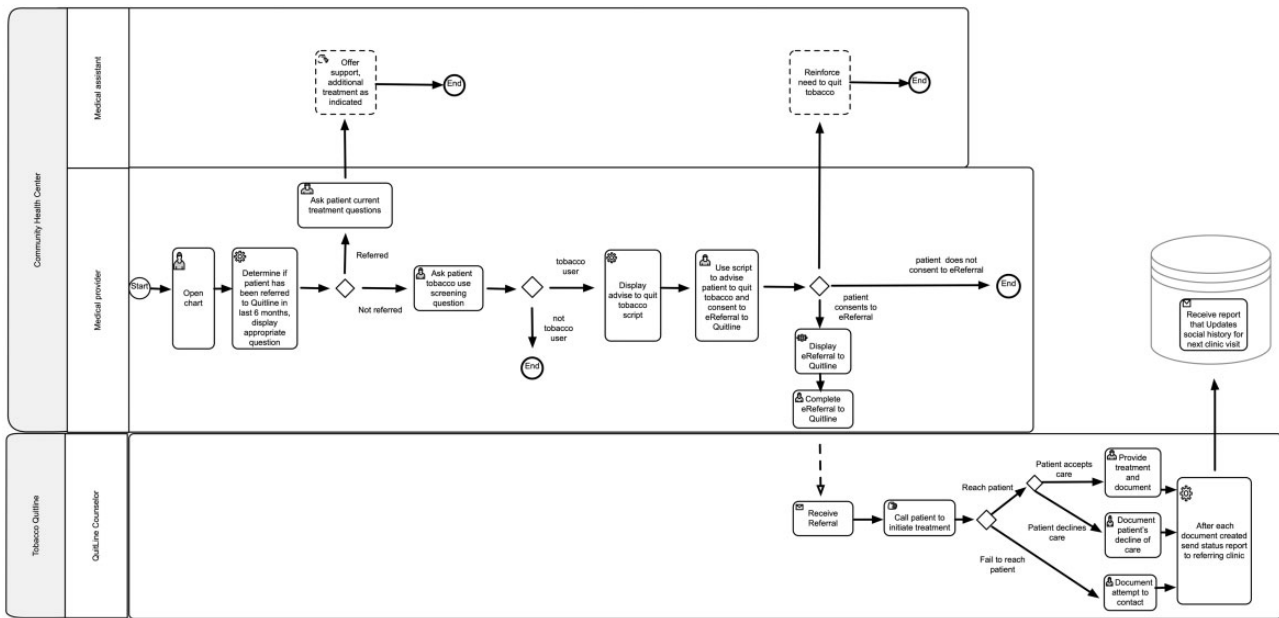 Community Health Center
Medical assistant
Offer
support,
additional
treatment as
indicated
End
Reinforce
need to quit
tobacco
End
Medical provider
Ask patient current
treatment questions
Referred
Start
Open
chart
Determine if
patient has
been referred
to Quitline in
last 6 months,
display
appropriate
question
Not referred
Ask patient
tobacco use
screening
question
tobacco
user
not
tobacco
user
End
Display
advise to quit
tobacco
script
Use script
to advise
patient to quit
tobacco and
consent to
eReferral to
Quitline
patient does not
consent to eReferral
End
patient
consents to
eReferral
Display
eReferral to
Quitline
Complete
eReferral to
Quitline
Receive report
that Updates
social history for
next clinic visit
Tobacco Quitline
QuitLine Counselor
Receive
Referral
Call patient to
initiate treatment
Reach patient
Fail to reach
patient
Patient accepts
care
Patient declines
care
Provide
treatment and
document
Document
patient's
decline of
care
Document
attempt to
contact
After each
document created
send status report
to referring clinic